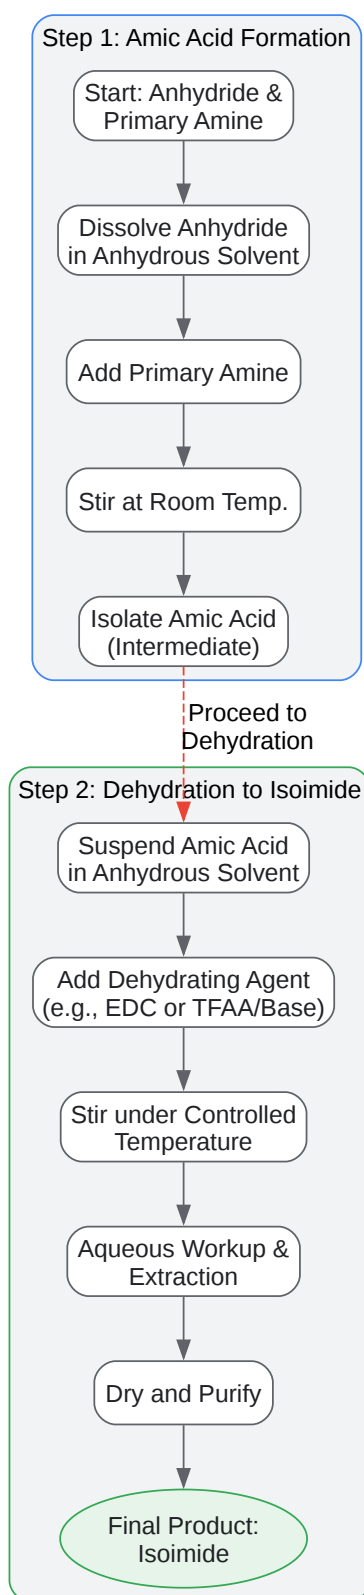 Step 1: Amic Acid Formation
Start: Anhydride &
Primary Amine
Dissolve Anhydride
in Anhydrous Solvent
Add Primary Amine
Stir at Room Temp.
Isolate Amic Acid
(Intermediate)
Proceed to
Dehydration
Step 2: Dehydration to Isoimide
Suspend Amic Acid
in Anhydrous Solvent
Add Dehydrating Agent
(e.g., EDC or TFAA/Base)
Stir under Controlled
Temperature
Aqueous Workup &
Extraction
Dry and Purify
Final Product:
Isoimide